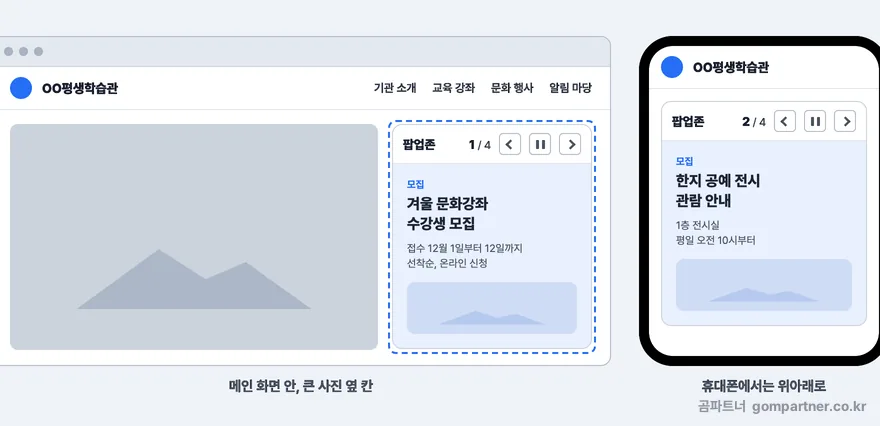 OO평생학습관
기관 소개 교육 강좌 문화 행사 알림 마당
팝업존 1 / 4
모집
겨울 문화강좌
수강생 모집
접수 12월 1일부터 12일까지
선착순, 온라인 신청
메인 화면 안, 큰 사진 옆 칸
OO평생학습관
팝업존 2 / 4
모집
한지 공예 전시
관람 안내
1층 전시실
평일 오전 10시부터
휴대폰에서는 위아래로
곰파트너 gompartner.co.kr